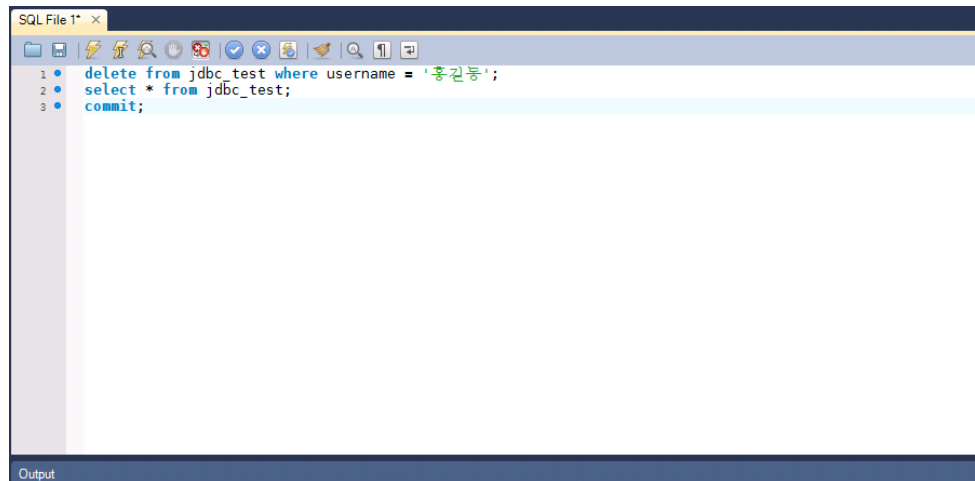 SQL File 1*
1 delete from jdbc_test where username = '홍길동';
2 select * from jdbc_test;
3 commit;
Output